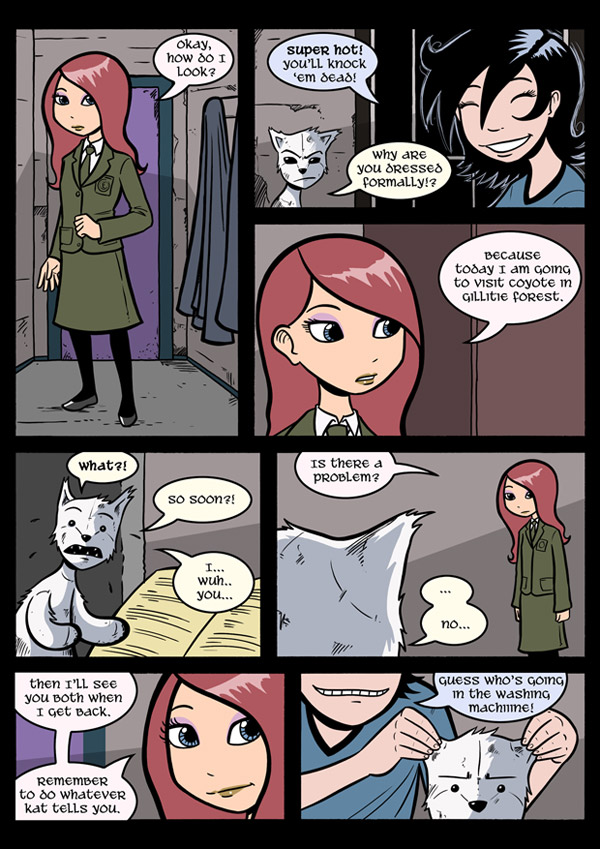 okay,
how do I
look?
super hot!
you'll knock
'em dead!
why are
you dressed
formally!?
because
today I am going
to visit coyote in
gillitie forest.
what?!
so soon?!
I...
wuh..
you...
Is there a
problem?
...
no...
then I'll see
you both when
I get back.
Remember
to do whatever
kat tells you.
guess who's going
in the washing
machiine!